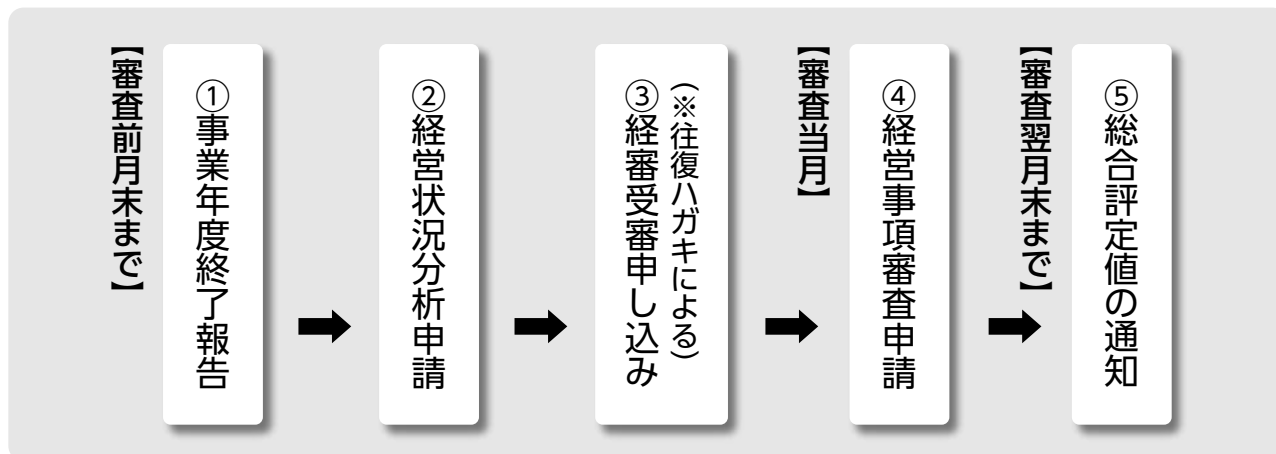 【審査前月末まで】
①事業年度終了報告
②経営状況分析申請
③経審受審申し込み
(※往復ハガキによる)
【審査当月】
④経営事項審査申請
【審査翌月末まで】
⑤総合評定値の通知